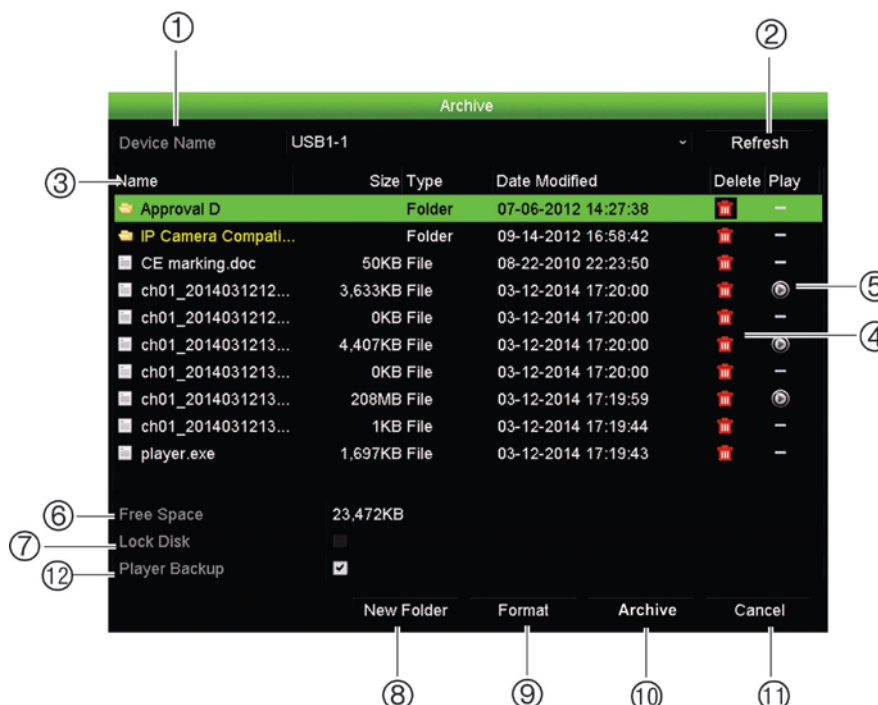 ① ②
Archive
Device Name USB1-1 Refresh
③ Name Size Type Date Modified Delete Play
Approval D Folder 07-06-2012 14:27:38 –
IP Camera Compati... Folder 09-14-2012 16:58:42 –
CE marking.doc 50KB File 08-22-2010 22:23:50 –
ch01_2014031212... 3,633KB File 03-12-2014 17:20:00 ⑤
ch01_2014031212... 0KB File 03-12-2014 17:20:00 –
ch01_2014031213... 4,407KB File 03-12-2014 17:20:00 ④
ch01_2014031213... 0KB File 03-12-2014 17:20:00 –
ch01_2014031213... 208MB File 03-12-2014 17:19:59
ch01_2014031213... 1KB File 03-12-2014 17:19:44 –
player.exe 1,697KB File 03-12-2014 17:19:43 –
⑥ Free Space 23,472KB
⑦ Lock Disk
⑫ Player Backup
New Folder Format Archive Cancel
⑧ ⑨ ⑩ ⑪